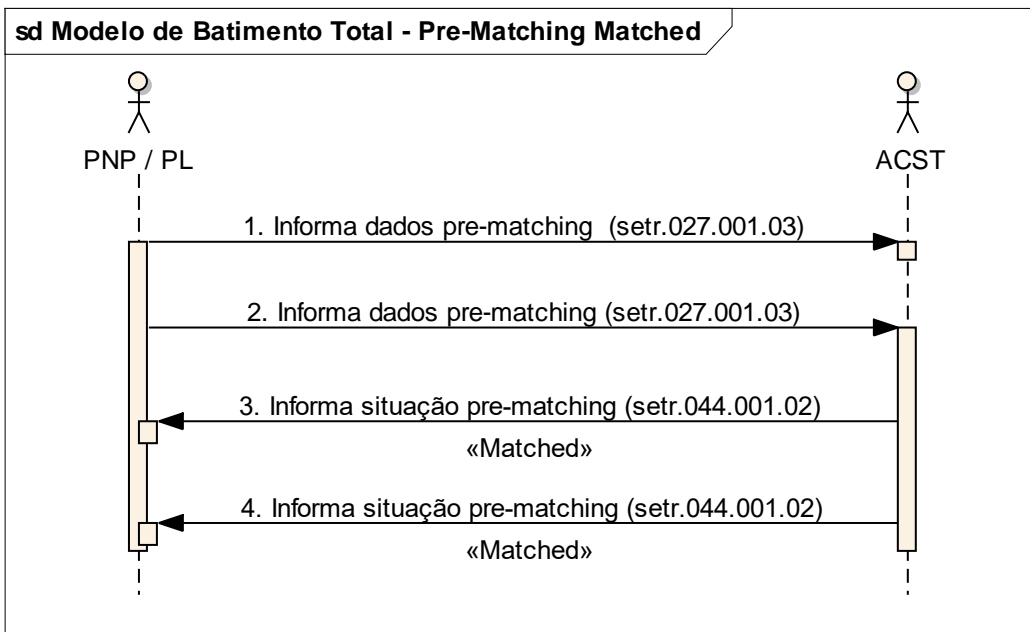 sd Modelo de Batimento Total - Pre-Matching Matched
PNP / PL
ACST
1. Informa dados pre-matching (setr.027.001.03)
2. Informa dados pre-matching (setr.027.001.03)
3. Informa situação pre-matching (setr.044.001.02)
«Matched»
4. Informa situação pre-matching (setr.044.001.02)
«Matched»